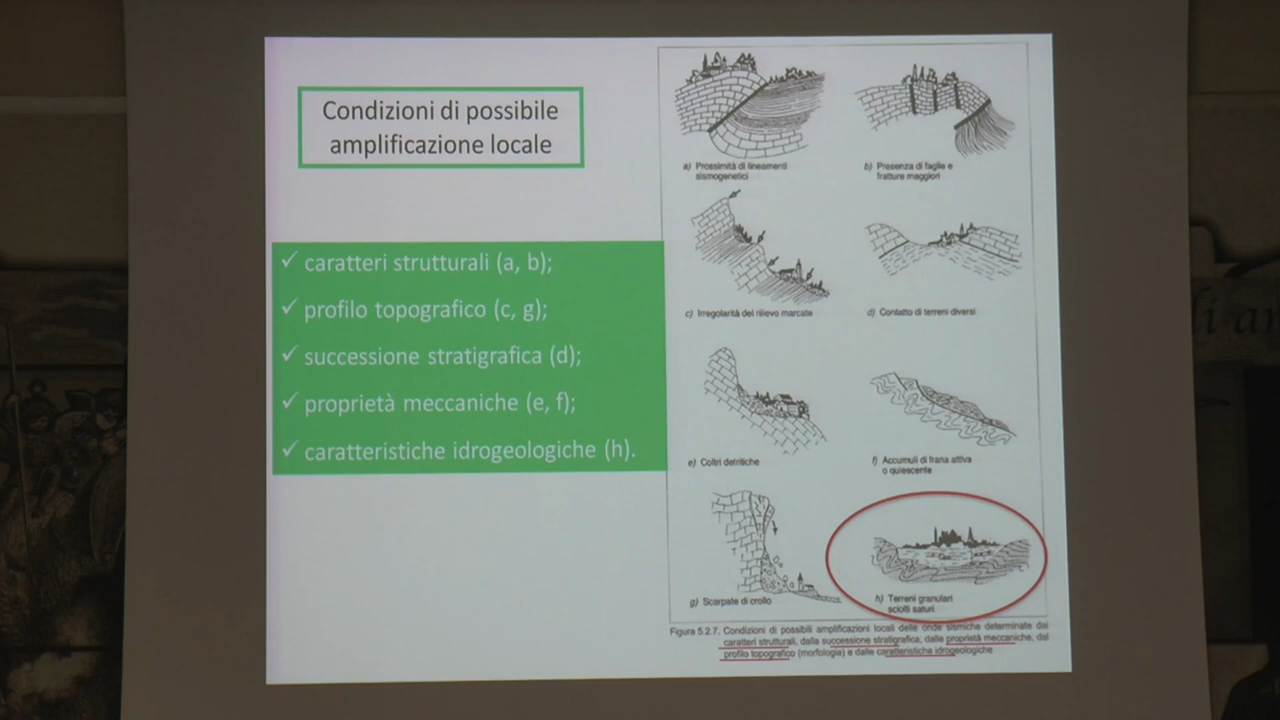 Condizioni di possibile
amplificazione locale
✓ caratteri strutturali (a, b);
✓ profilo topografico (c, g);
✓ successione stratigrafica (d);
✓ proprietà meccaniche (e, f);
✓ caratteristiche idrogeologiche (h).
a) Prossimità di lineamenti
sismogenetici
b) Presenza di faglie e
fratture maggiori
c) Irregolarità del rilievo marcate
d) Contatto di terreni diversi
e) Coltri detritiche
f) Accumuli di frana attiva
o quiescente
g) Scarpate di crollo
h) Terreni granulari
sciolti saturi
Figura 5.2.7. Condizioni di possibili amplificazioni locali delle onde sismiche determinate dai
caratteri strutturali, dalla successione stratigrafica, dalle proprietà meccaniche, dal
profilo topografico (morfologia) e dalle caratteristiche idrogeologiche